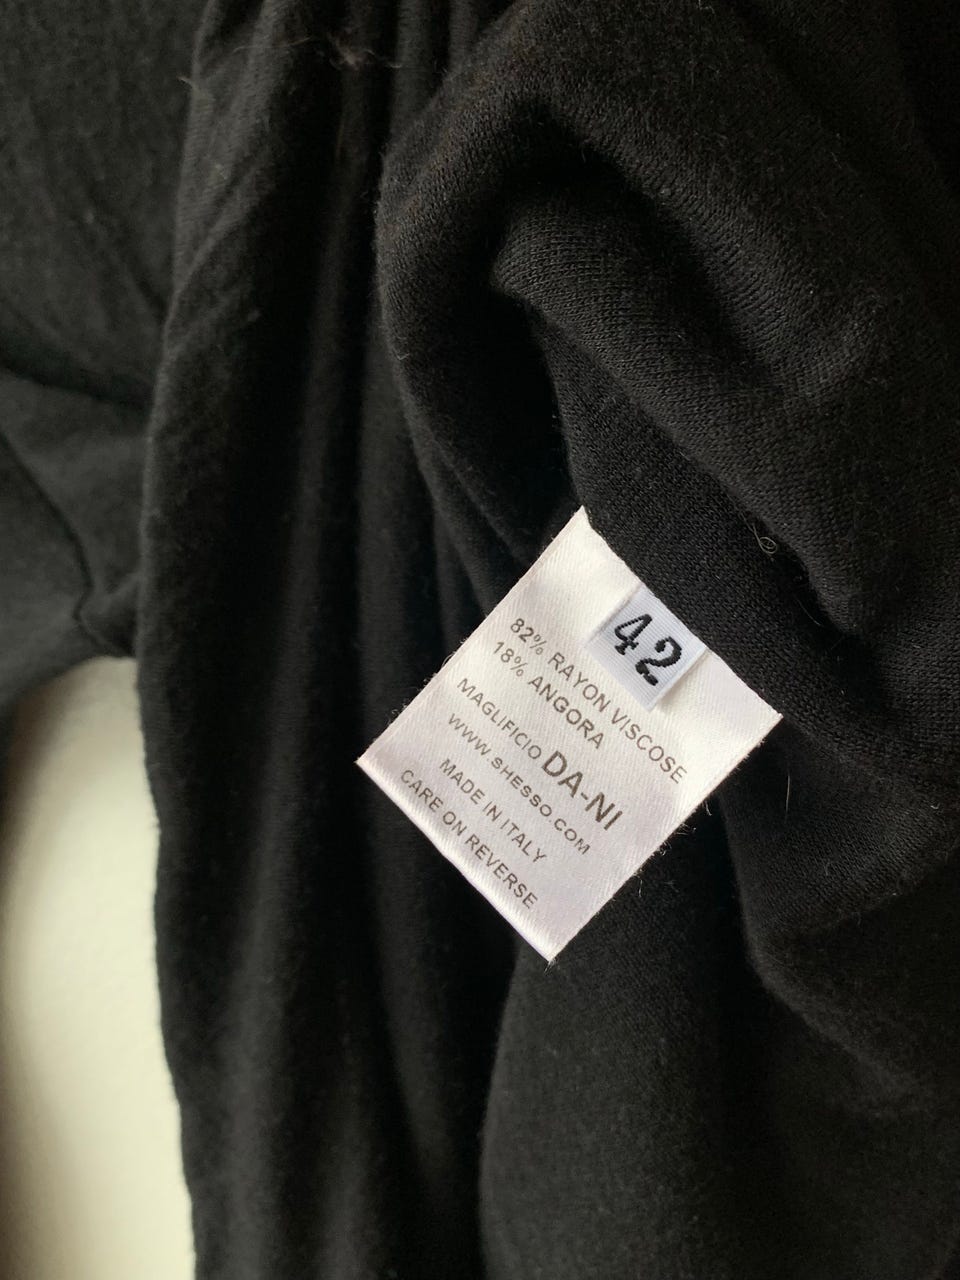 42
82% RAYON VISCOSE
18% ANGORA
MAGLIFICIO DA-NI
WWW.SHESSO.COM
MADE IN ITALY
CARE ON REVERSE